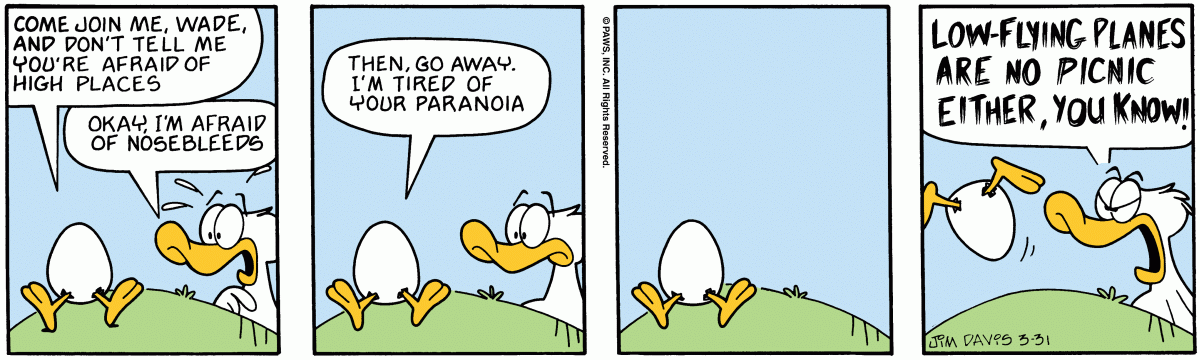 COME JOIN ME, WADE,
AND DON'T TELL ME
YOU'RE AFRAID OF
HIGH PLACES
OKAY, I'M AFRAID
OF NOSEBLEEDS
THEN, GO AWAY.
I'M TIRED OF
YOUR PARANOIA
© PAWS, INC. All Rights Reserved.
LOW-FLYING PLANES
ARE NO PICNIC
EITHER, YOU KNOW!
JIM DAVIS 3-31